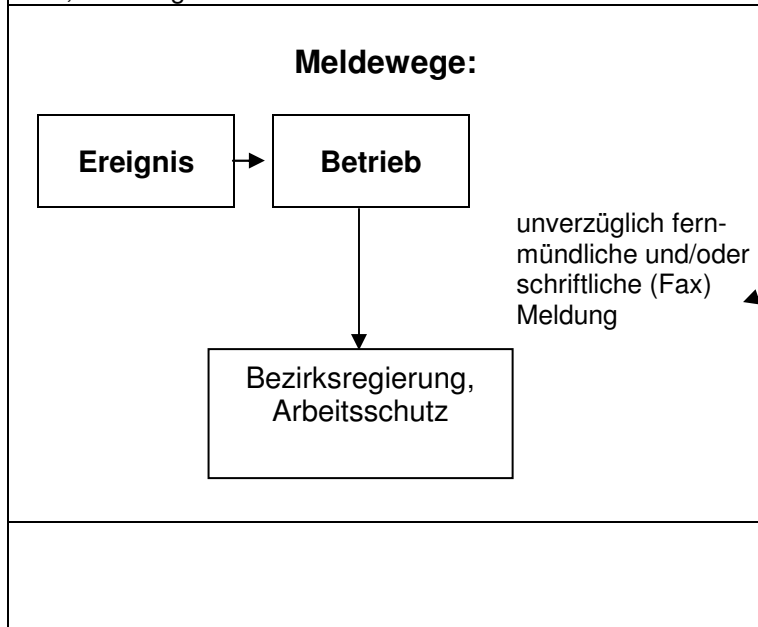 Meldewege:
Ereignis
Betrieb
unverzüglich fern-
mündliche und/oder
schriftliche (Fax)
Meldung
Bezirksregierung,
Arbeitsschutz